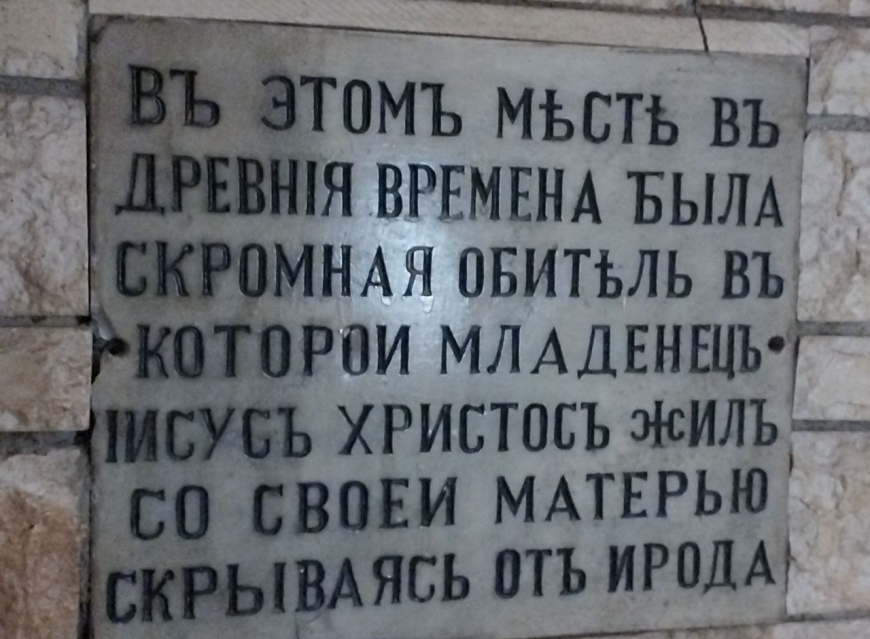 ВЪ ЭТОМЪ МѢСТѢ ВЪ
ДРЕВНІЯ ВРЕМЕНА БЫЛА
СКРОМНАЯ ОБИТѢЛЬ ВЪ
КОТОРОИ МЛАДЕНЕЦЪ
ІИСУСЪ ХРИСТОСЪ ЖИЛЪ
СО СВОЕИ МАТЕРЬЮ
СКРЫВАЯСЬ ОТЪ ИРОДА